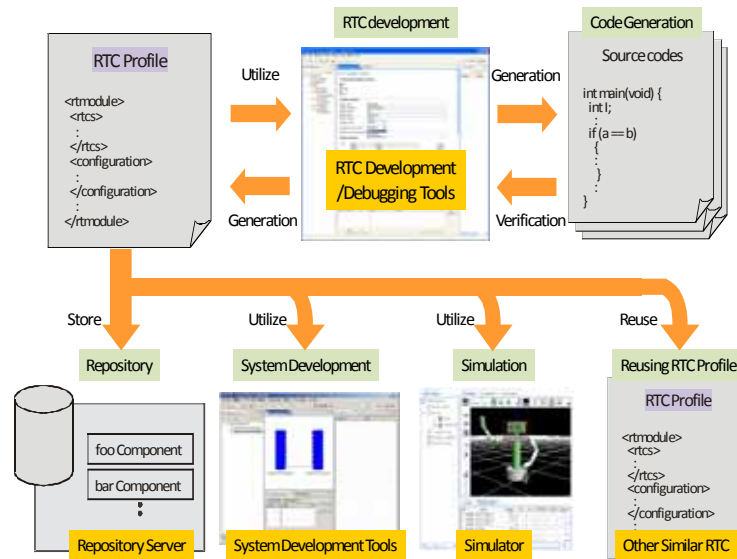 RTC development
Code Generation
RTC Profile
<rtmodule>
<rtcs>
:
</rtcs>
<configuration>
:
</configuration>
:
</rtmodule>
Utilize
Generation
RTC Development
/Debugging Tools
Generation
Verification
Source codes
int main(void) {
int I;
:
if (a == b)
{
:
}
:
}
Store
Utilize
Utilize
Reuse
Repository
System Development
Simulation
Reusing RTC Profile
foo Component
bar Component
Repository Server
System Development Tools
Simulator
RTC Profile
<rtmodule>
<rtcs>
:
</rtcs>
<configuration>
:
</configuration>
:
Other Similar RTC